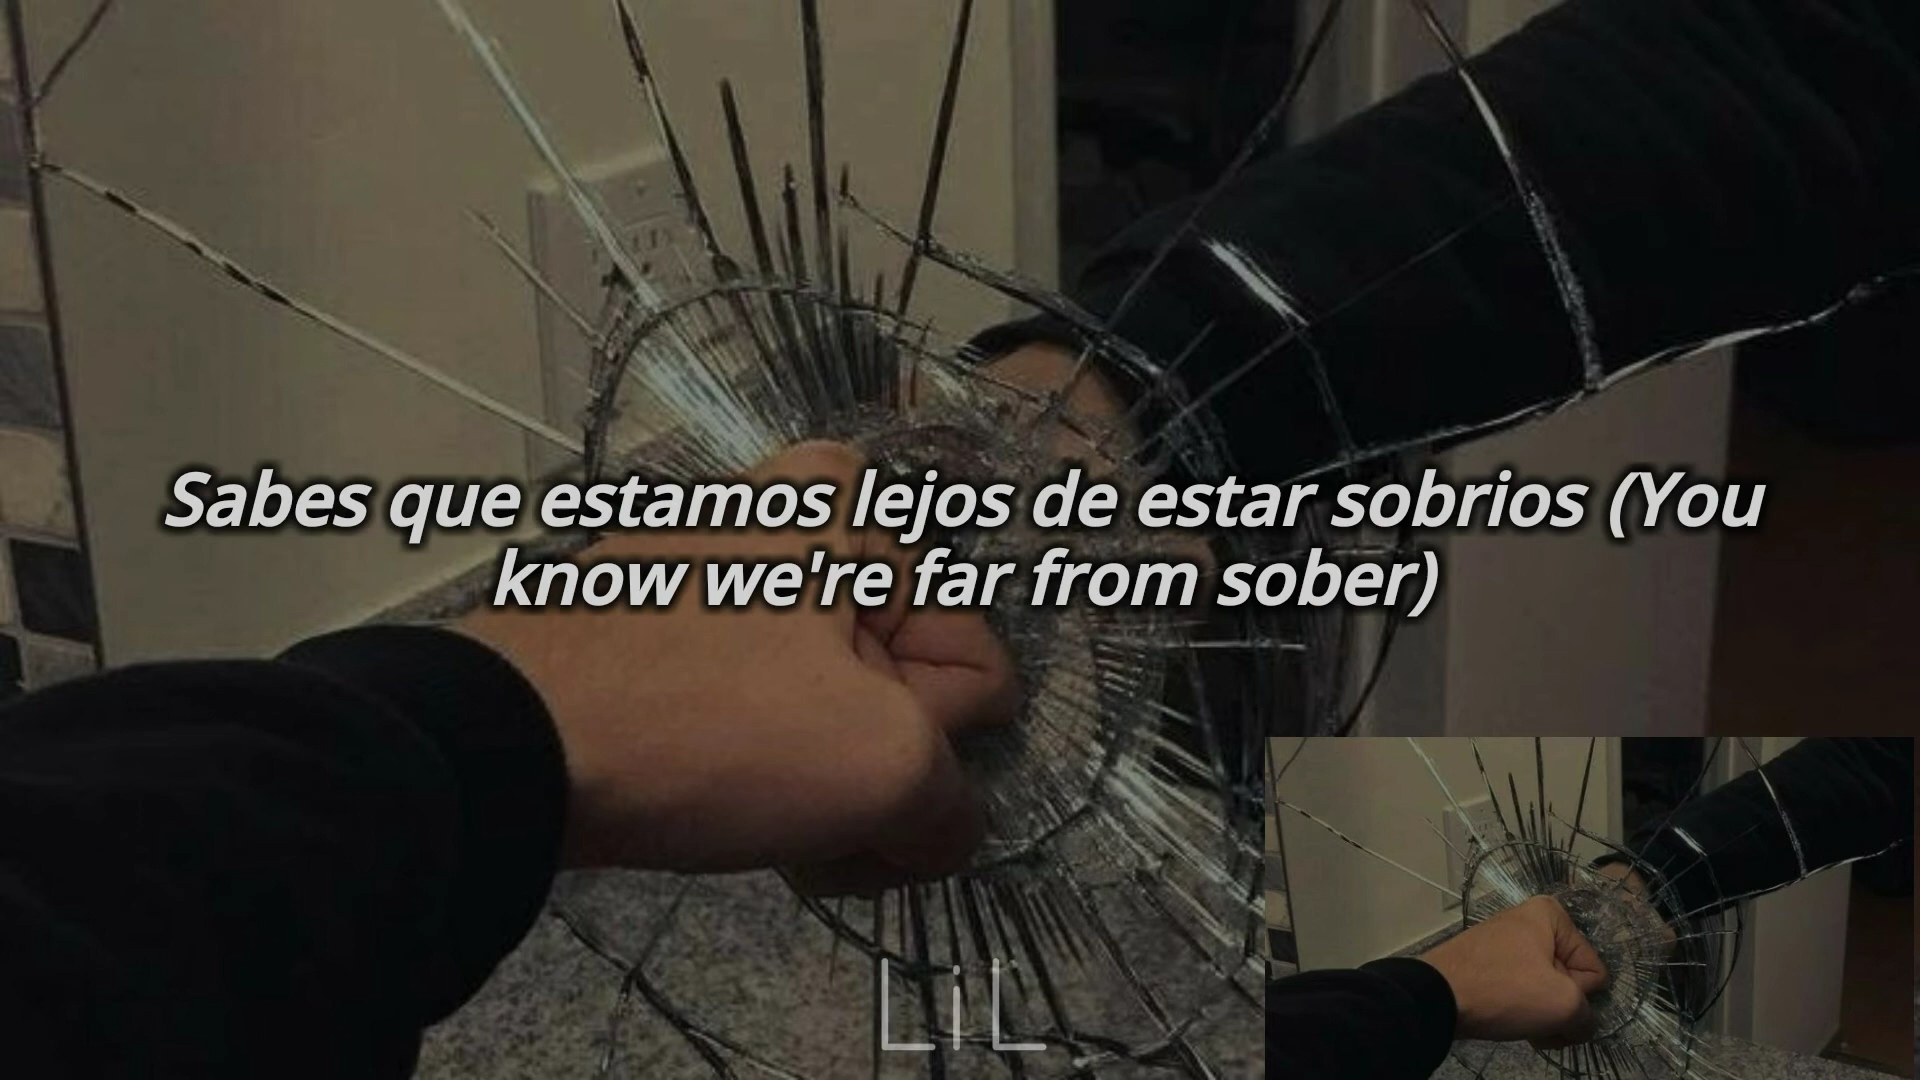 Sabes que estamos lejos de estar sobrios (You
know we're far from sober)
LiL